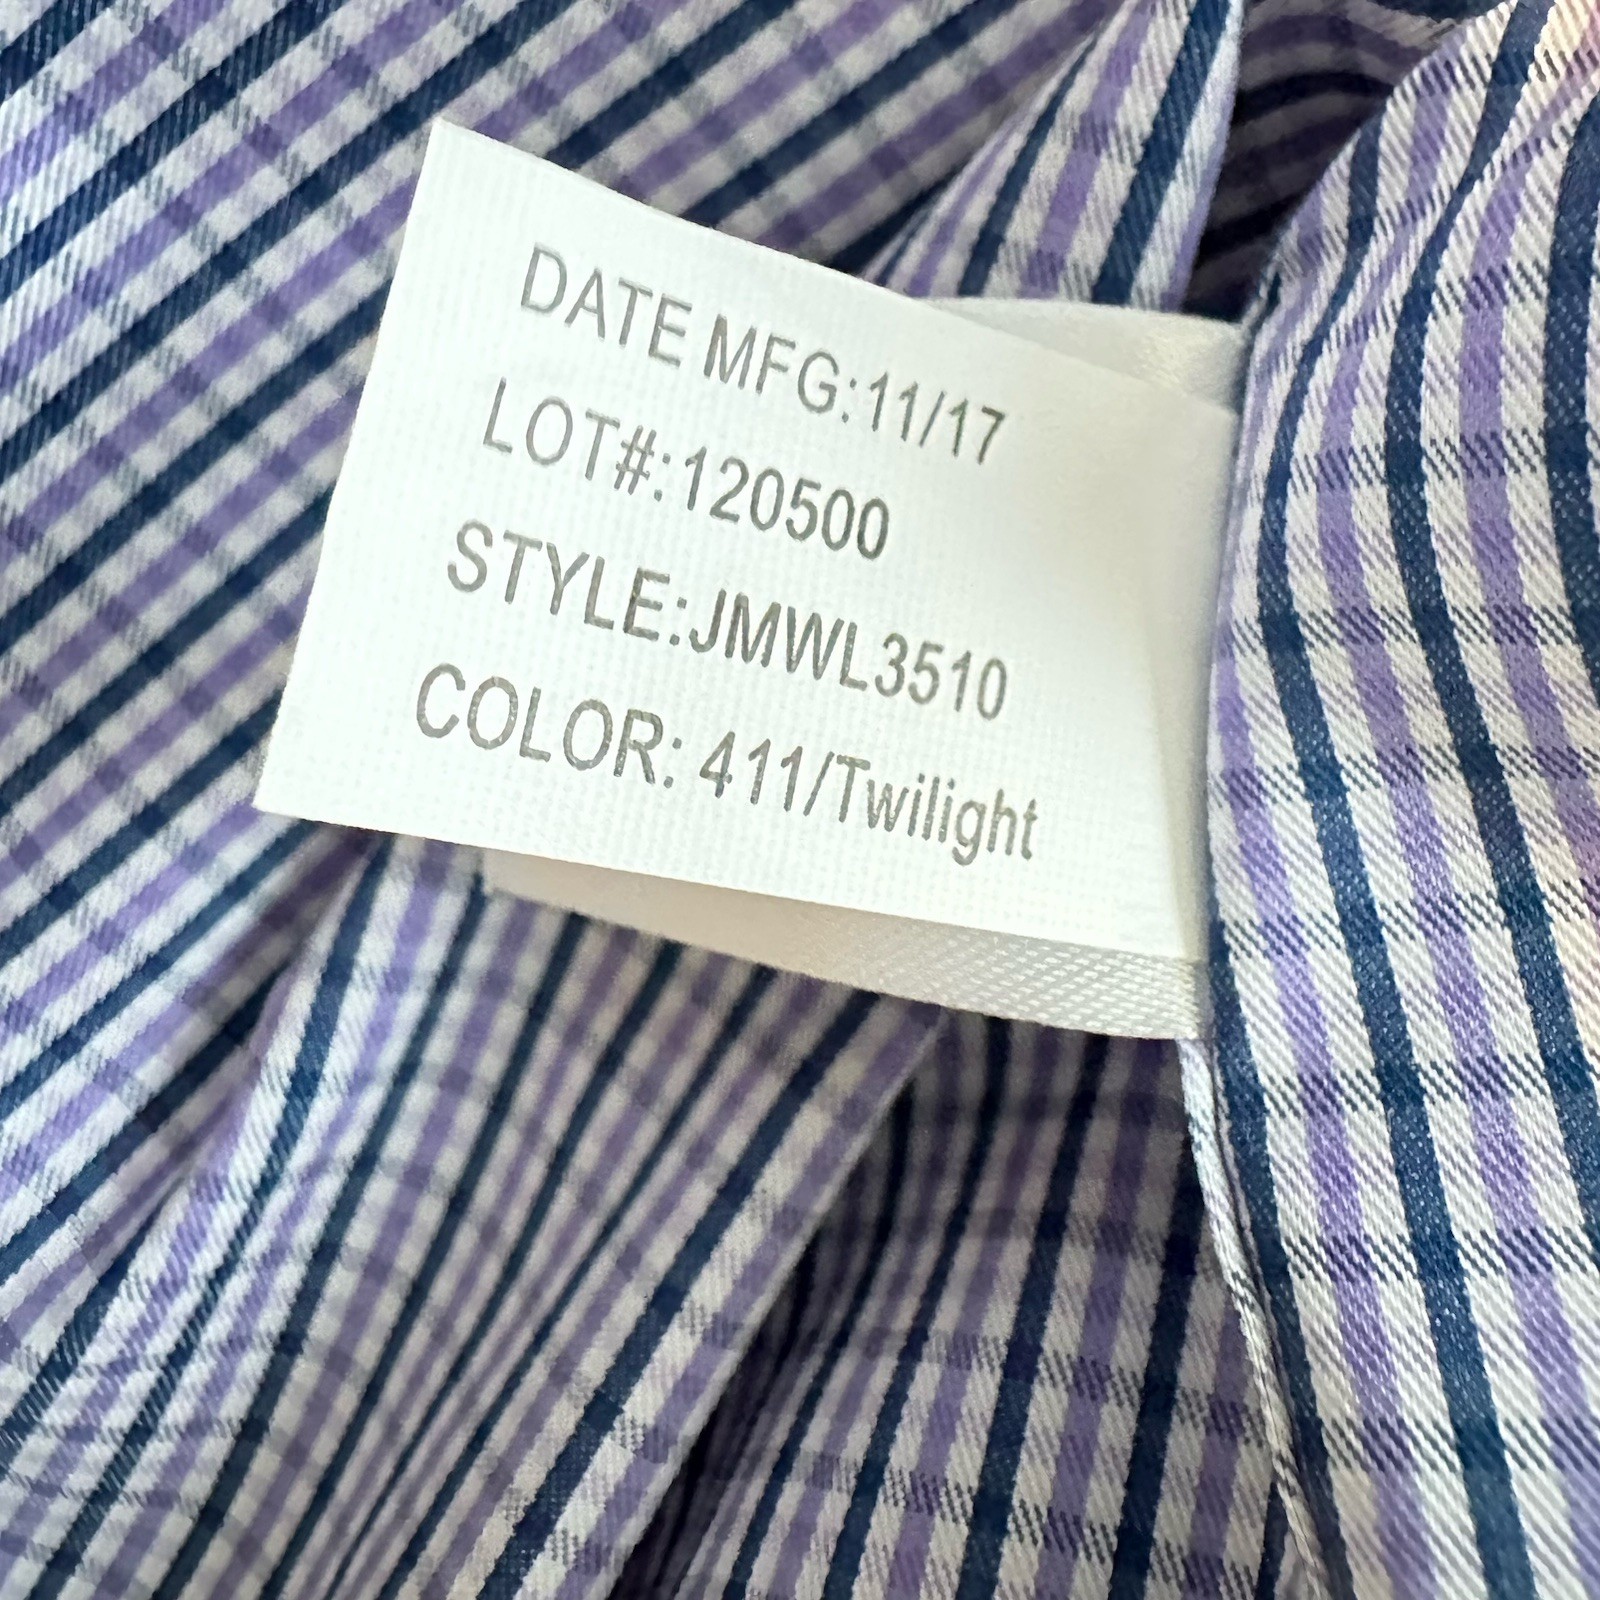 DATE MFG:11/17
LOT#:120500
STYLE:JMWL3510
COLOR: 411/Twilight